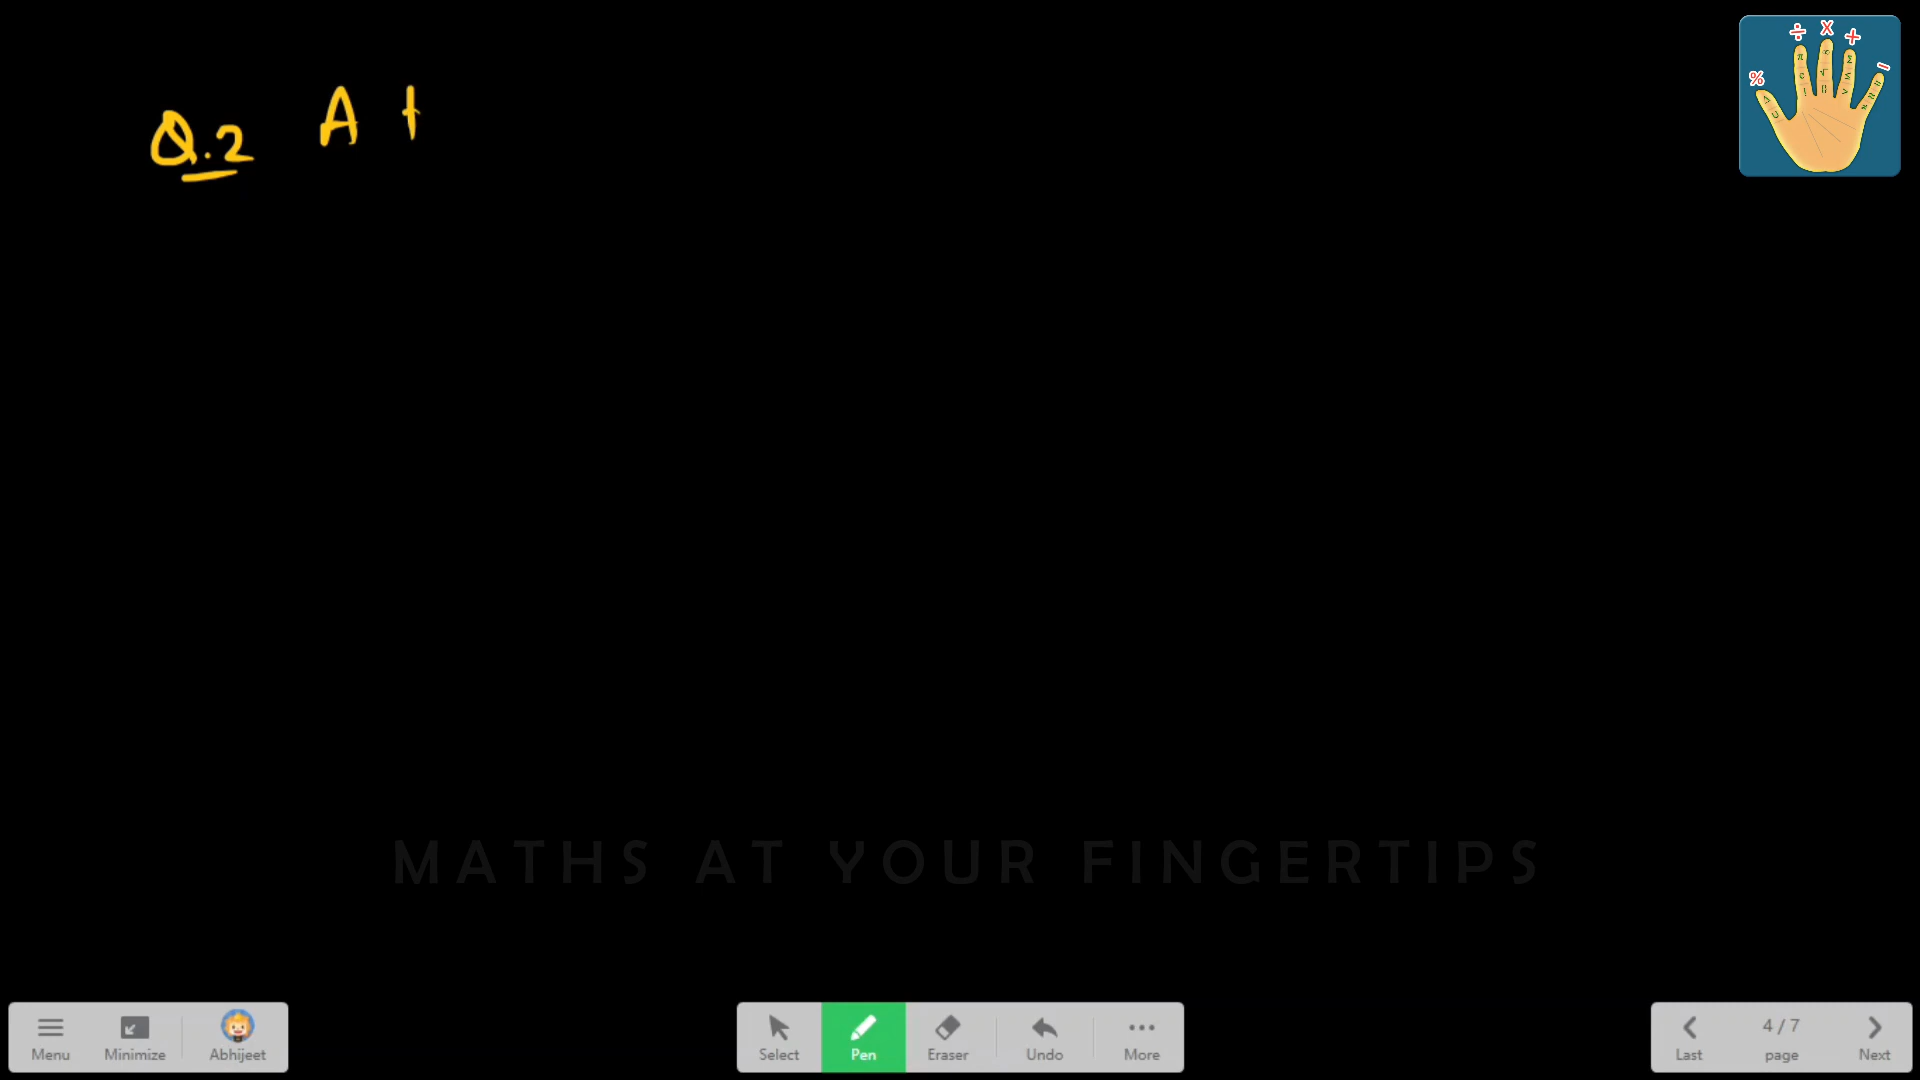 Q.2 A t
MATHS AT YOUR FINGERTIPS
Menu Minimize Abhijeet Select Pen Eraser Undo More Last 4 / 7 page Next